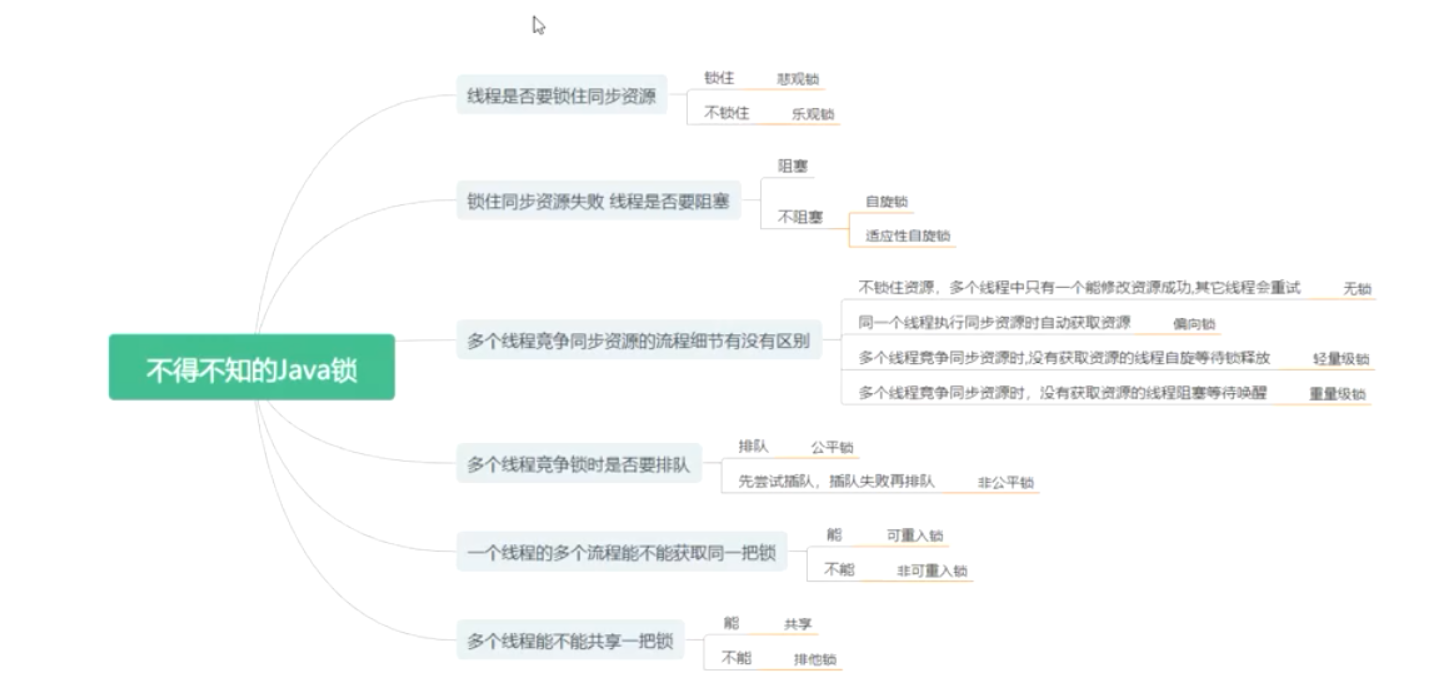 不得不知的Java锁
线程是否要锁住同步资源
锁住 悲观锁
不锁住 乐观锁
锁住同步资源失败 线程是否要阻塞
阻塞
不阻塞
自旋锁
适应性自旋锁
多个线程竞争同步资源的流程细节有没有区别
不锁住资源，多个线程中只有一个能修改资源成功,其它线程会重试 无锁
同一个线程执行同步资源时自动获取资源 偏向锁
多个线程竞争同步资源时,没有获取资源的线程自旋等待锁释放 轻量级锁
多个线程竞争同步资源时，没有获取资源的线程阻塞等待唤醒 重量级锁
多个线程竞争锁时是否要排队
排队 公平锁
先尝试插队，插队失败再排队 非公平锁
一个线程的多个流程能不能获取同一把锁
能 可重入锁
不能 非可重入锁
多个线程能不能共享一把锁
能 共享
不能 排他锁